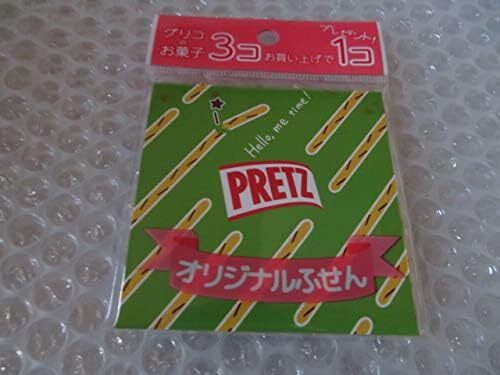 グリコ
の
お菓子 3コ お買い上げで 1コ プレゼント!
Hello, me time!
PRETZ
オリジナルふせん